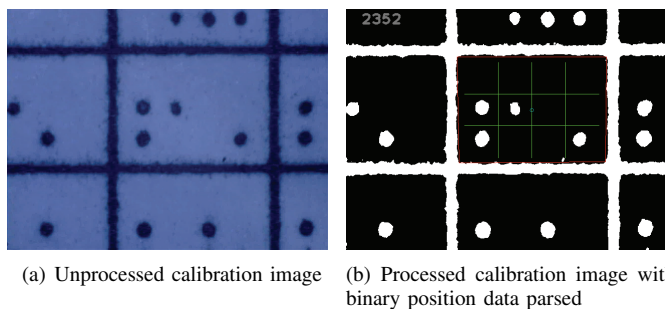 2352
(a) Unprocessed calibration image
(b) Processed calibration image wit
binary position data parsed